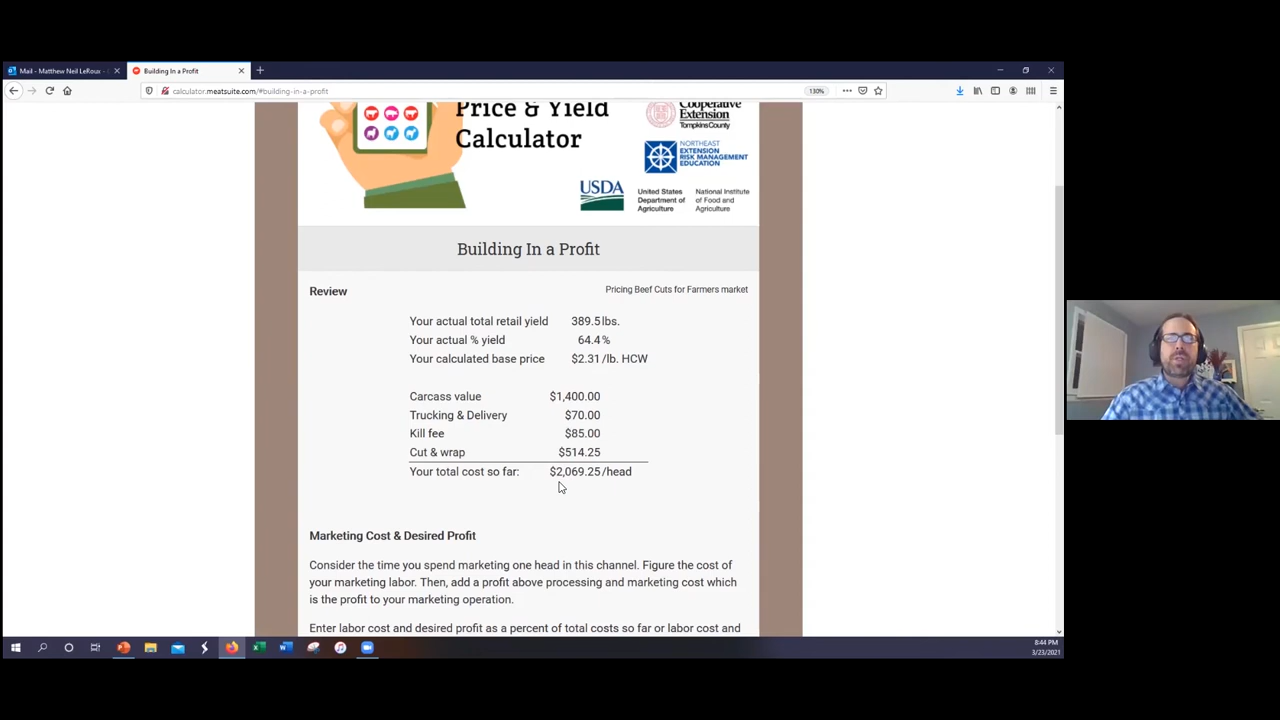 Mail - Matthew Neil LeRoux -
Building In a Profit
calculator.meatsuite.com/#building-in-a-profit
130%
Price & Yield
Calculator
Cooperative
Extension
Tompkins County
NORTHEAST
EXTENSION
RISK MANAGEMENT
EDUCATION
USDA
United States
Department of
Agriculture
National Institute
of Food and
Agriculture
Building In a Profit
Review
Pricing Beef Cuts for Farmers market
Your actual total retail yield 389.5 lbs.
Your actual % yield 64.4 %
Your calculated base price $2.31 /lb. HCW
Carcass value $1,400.00
Trucking & Delivery $70.00
Kill fee $85.00
Cut & wrap $514.25
Your total cost so far: $2,069.25 /head
Marketing Cost & Desired Profit
Consider the time you spend marketing one head in this channel. Figure the cost of
your marketing labor. Then, add a profit above processing and marketing cost which
is the profit to your marketing operation.
Enter labor cost and desired profit as a percent of total costs so far or labor cost and
8:44 PM
3/23/2021